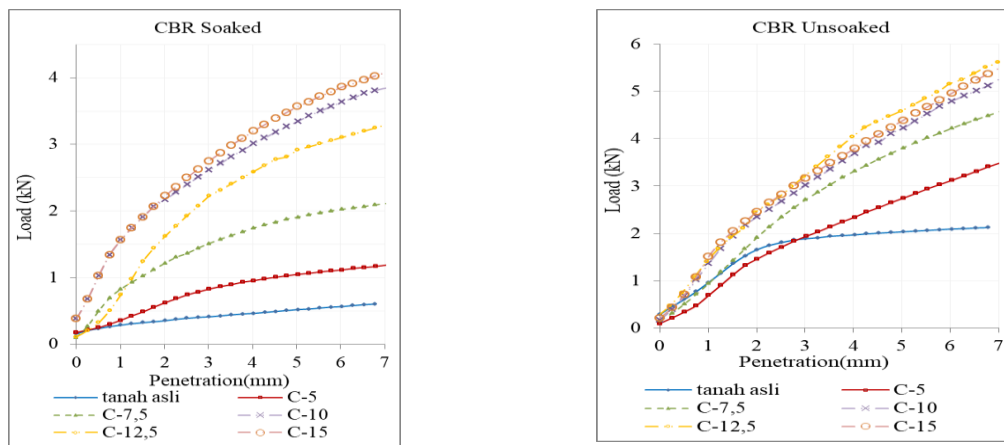 CBR Soaked
4
3
2
1
0
Load (kN)
0 1 2 3 4 5 6 7
Penetration(mm)
tanah asli C-5
C-7,5 C-10
C-12,5 C-15
CBR Unsoaked
6
5
4
3
2
1
0
Load (kN)
0 1 2 3 4 5 6 7
Penetration(mm)
tanah asli C-5
C-7,5 C-10
C-12,5 C-15